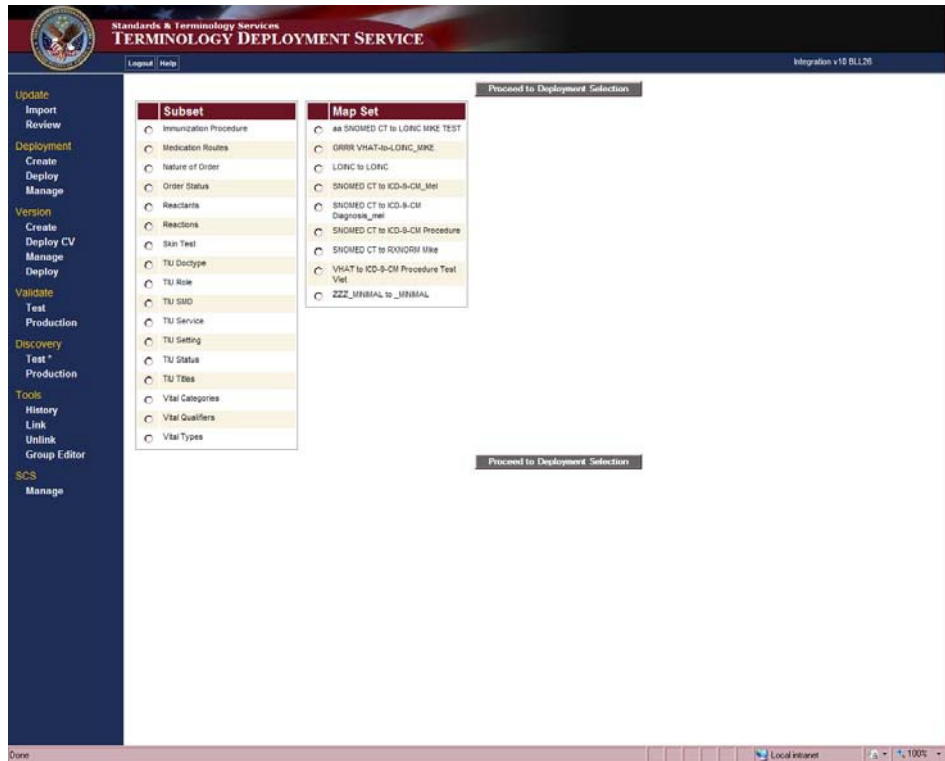 Standards & Terminology Services
TERMINOLOGY DEPLOYMENT SERVICE
Logout Help
Integration v10 BLL26
Update
Import
Review
Deployment
Create
Deploy
Manage
Version
Create
Deploy CV
Manage
Deploy
Validate
Test
Production
Discovery
Test *
Production
Tools
History
Link
Unlink
Group Editor
SCS
Manage
Proceed to Deployment Selection
Subset
Immunization Procedure
Medication Routes
Nature of Order
Order Status
Reactants
Reactions
Skin Test
TIU Doctype
TIU Role
TIU SMD
TIU Service
TIU Setting
TIU Status
TIU Titles
Vital Categories
Vital Qualifiers
Vital Types
Map Set
aa SNOMED CT to LOINC MIKE TEST
GRRR VHAT-to-LOINC_MIKE
LOINC to LOINC
SNOMED CT to ICD-9-CM_Mel
SNOMED CT to ICD-9-CM
Diagnosis_mel
SNOMED CT to ICD-9-CM Procedure
SNOMED CT to RXNORM Mike
VHAT to ICD-9-CM Procedure Test
Viet
ZZZ_MINIMAL to _MINIMAL
Proceed to Deployment Selection
Done
Local intranet
100%